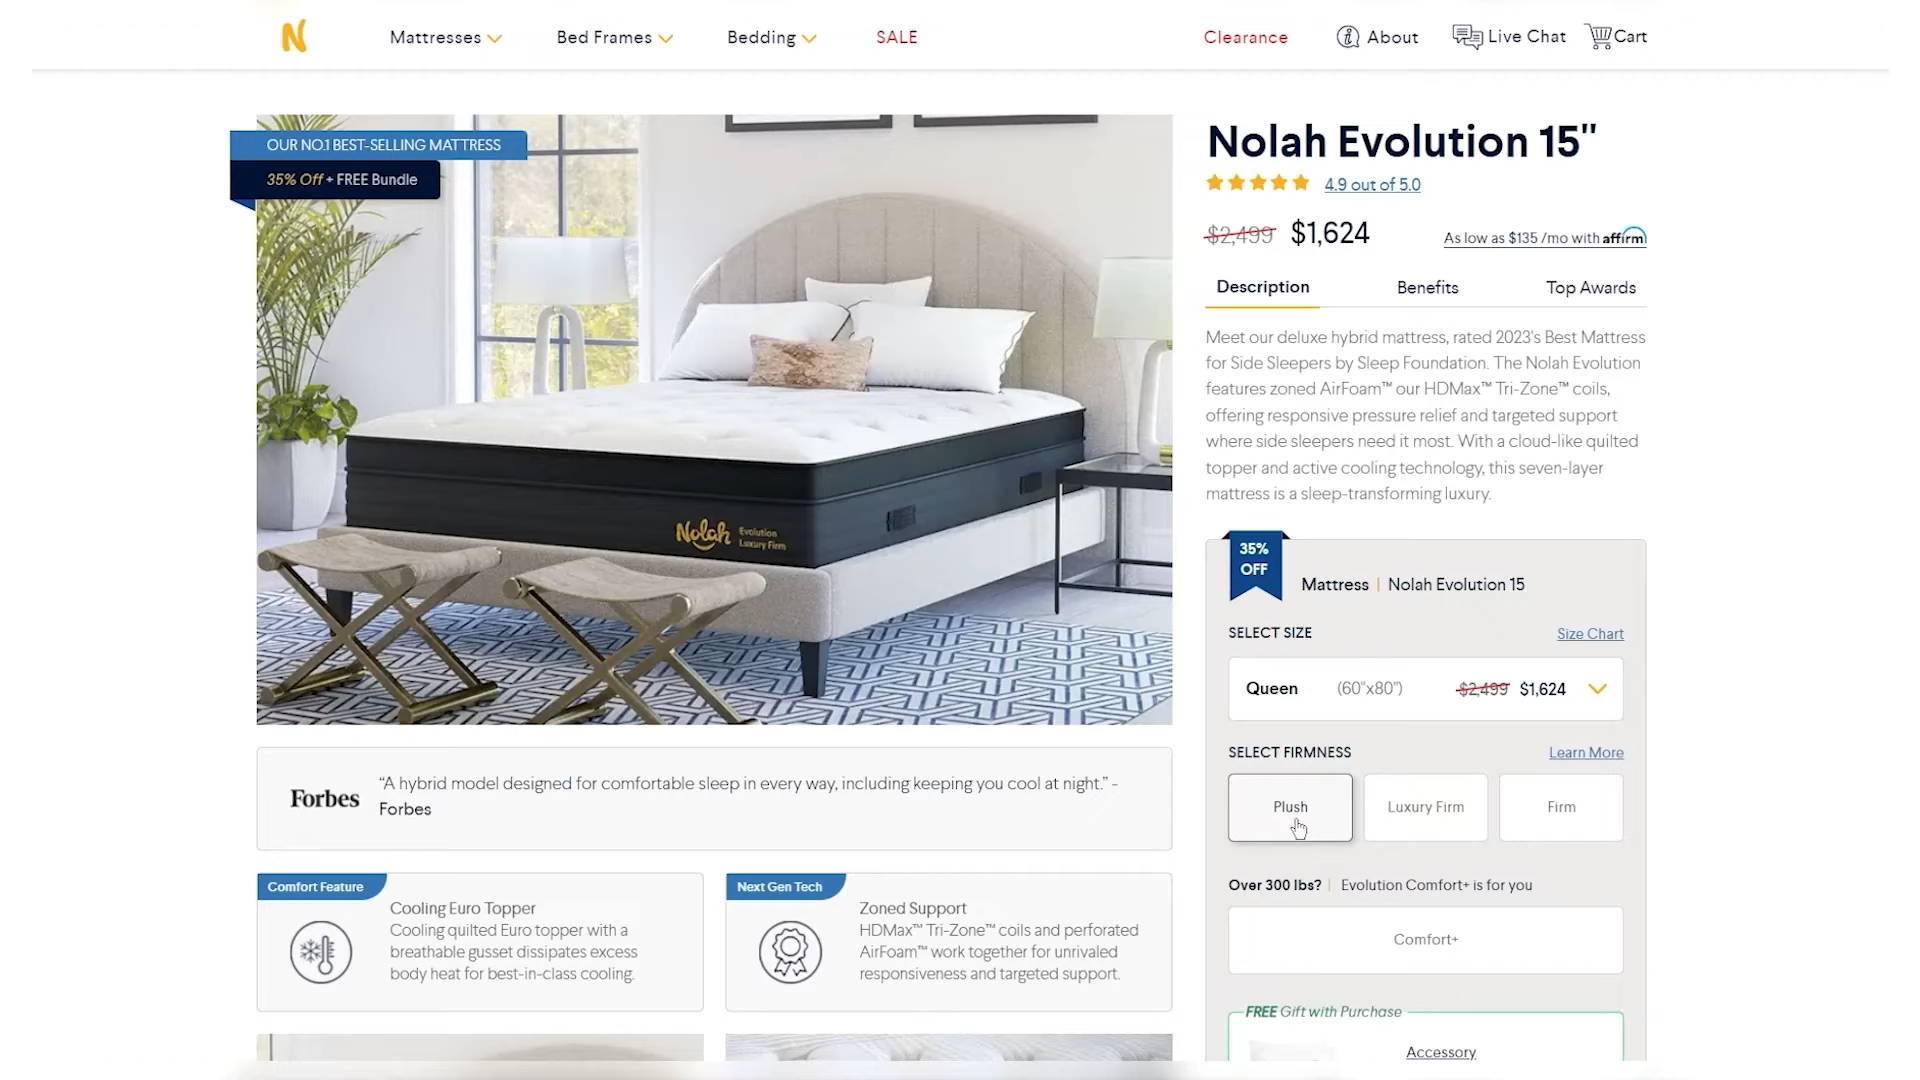 N
Mattresses
Bed Frames
Bedding
SALE
Clearance
About
Live Chat
Cart
OUR NO.1 BEST-SELLING MATTRESS
35% Off + FREE Bundle
Nolah
Evolution
Luxury Firm
Nolah Evolution 15"
4.9 out of 5.0
$2,499 $1,624
As low as $135 /mo with affirm
Description
Benefits
Top Awards
Meet our deluxe hybrid mattress, rated 2023's Best Mattress
for Side Sleepers by Sleep Foundation. The Nolah Evolution
features zoned AirFoam™ our HDMax™ Tri-Zone™ coils,
offering responsive pressure relief and targeted support
where side sleepers need it most. With a cloud-like quilted
topper and active cooling technology, this seven-layer
mattress is a sleep-transforming luxury.
35%
OFF
Mattress | Nolah Evolution 15
SELECT SIZE
Size Chart
Queen (60"x80") $2,499 $1,624
SELECT FIRMNESS
Learn More
Plush
Luxury Firm
Firm
Over 300 lbs? | Evolution Comfort+ is for you
Comfort+
FREE Gift with Purchase
Accessory
Forbes
“A hybrid model designed for comfortable sleep in every way, including keeping you cool at night.” -
Forbes
Comfort Feature
Cooling Euro Topper
Cooling quilted Euro topper with a
breathable gusset dissipates excess
body heat for best-in-class cooling.
Next Gen Tech
Zoned Support
HDMax™ Tri-Zone™ coils and perforated
AirFoam™ work together for unrivaled
responsiveness and targeted support.